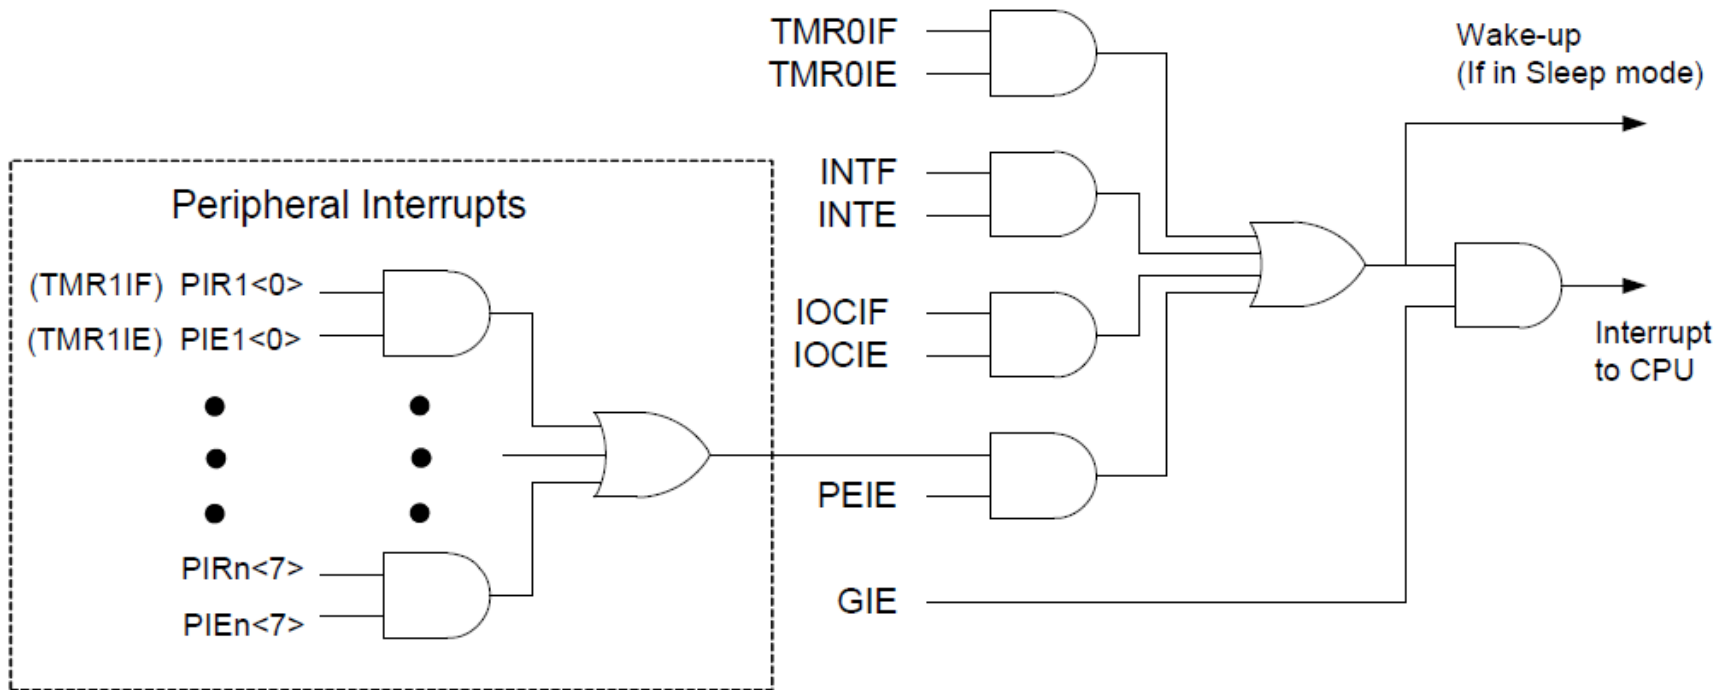 TMR0IF
TMR0IE
Wake-up
(If in Sleep mode)
INTF
INTE
Peripheral Interrupts
(TMR1IF) PIR1<0>
(TMR1IE) PIE1<0>
IOCIF
IOCIE
Interrupt
to CPU
PEIE
PIRn<7>
PIEn<7>
GIE